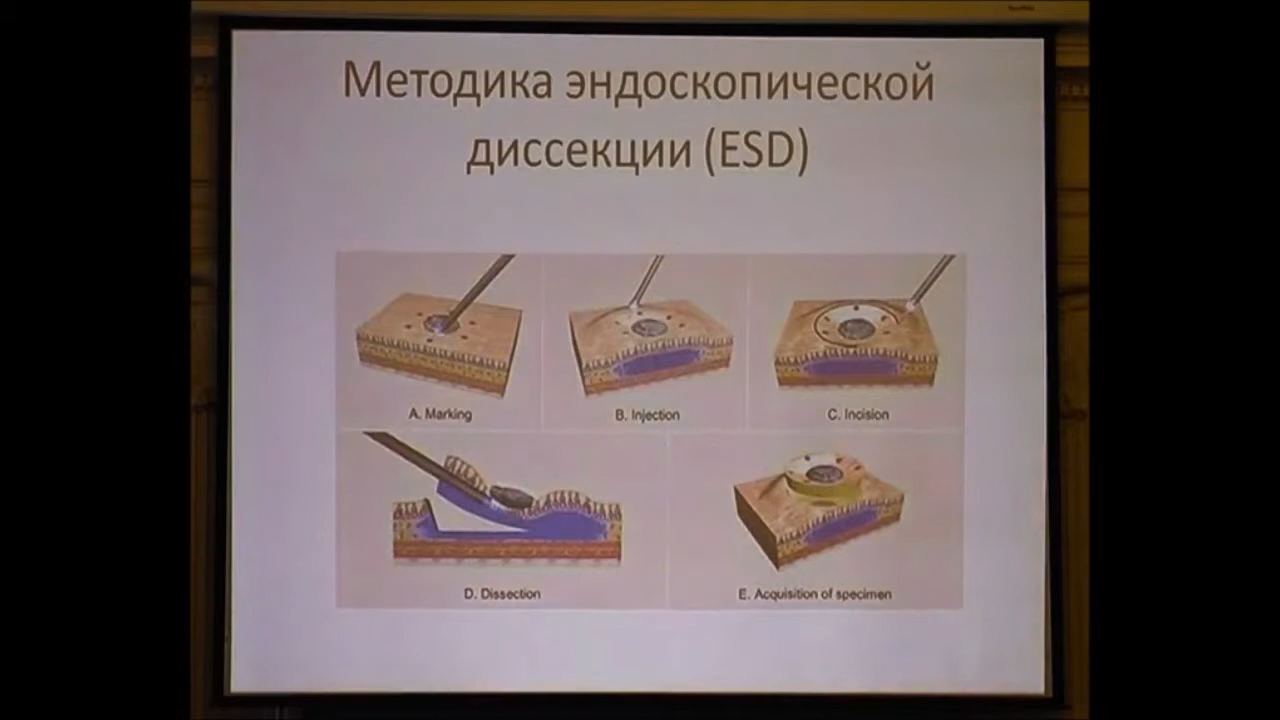 Методика эндоскопической
диссекции (ESD)
A. Marking
B. Injection
C. Incision
D. Dissection
E. Acquisition of specimen